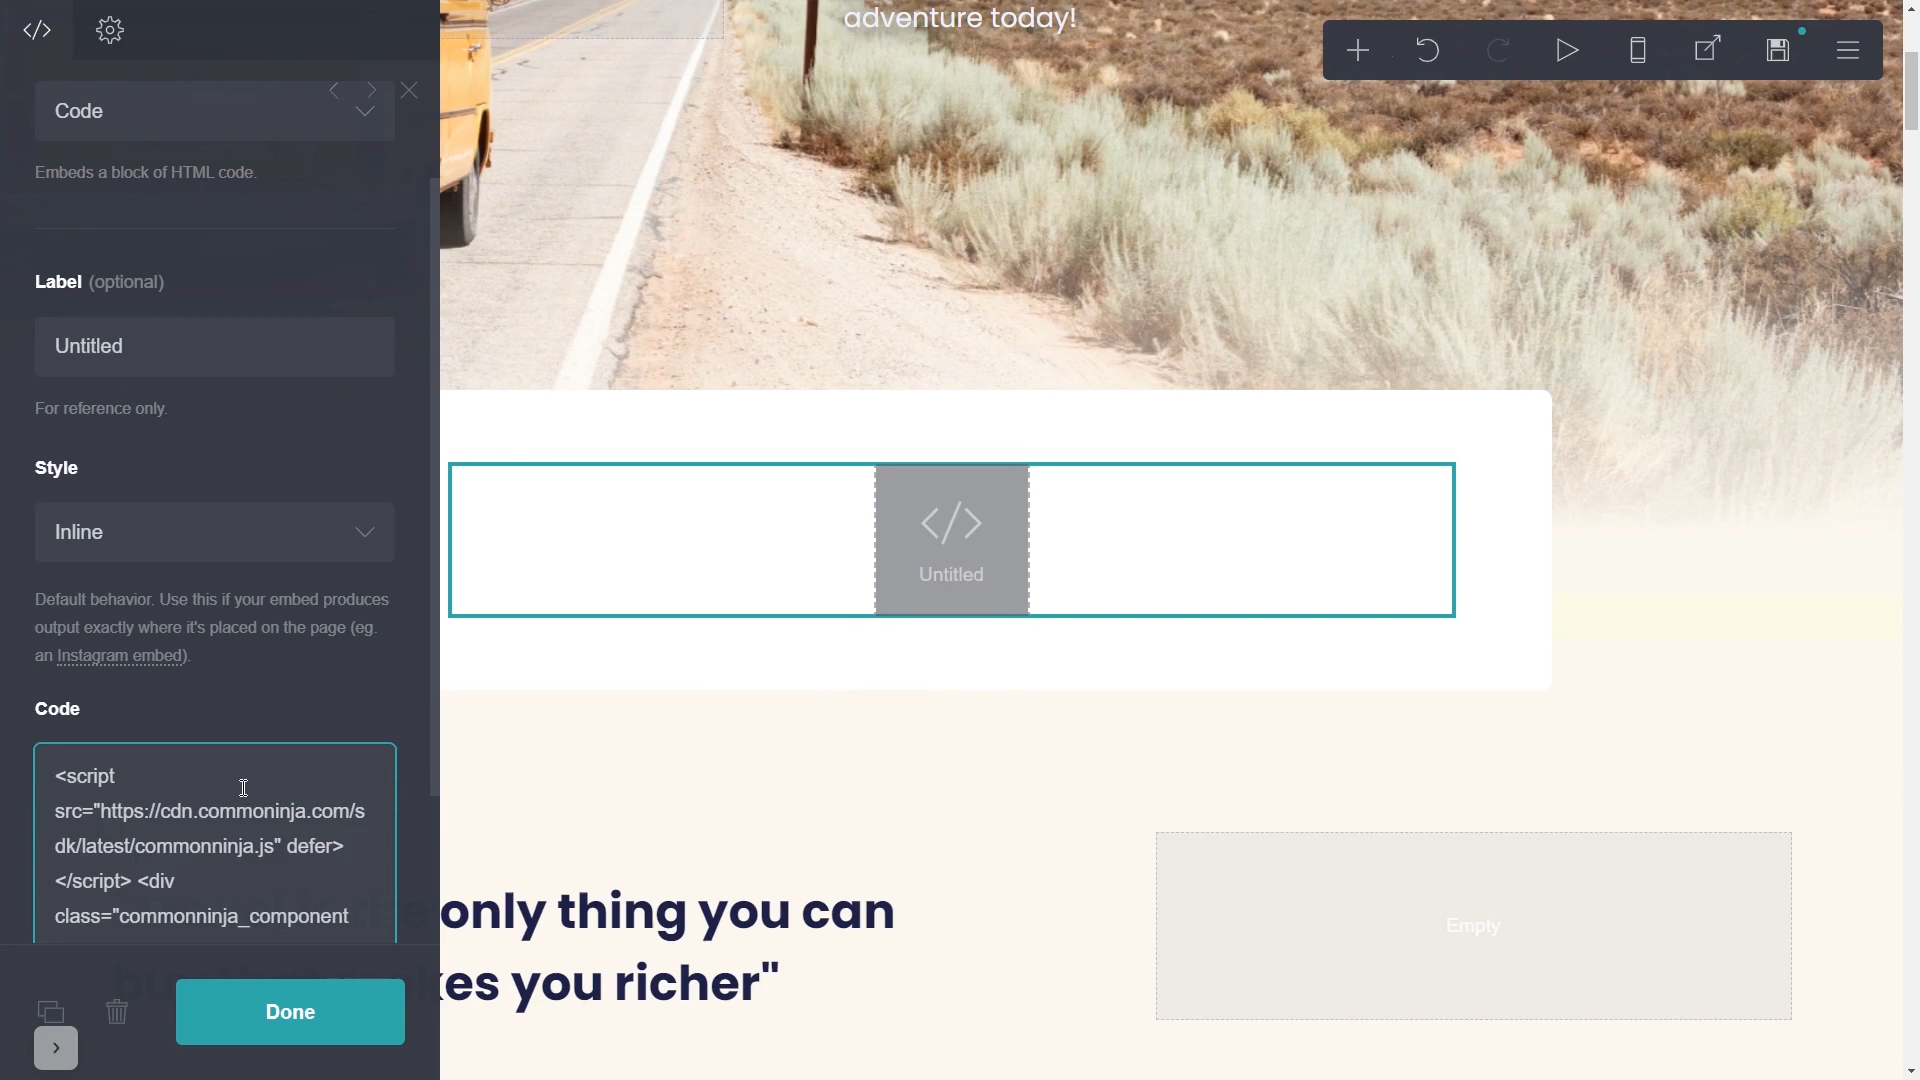 adventure today!
Code
Embeds a block of HTML code.
Label (optional)
Untitled
For reference only.
Style
Inline
Default behavior. Use this if your embed produces
output exactly where it's placed on the page (eg.
an Instagram embed).
Code
<script
src="https://cdn.commoninja.com/s
dk/latest/commonninja.js" defer>
</script> <div
class="commonninja_component
Done
Untitled
only thing you can
kes you richer"
Empty